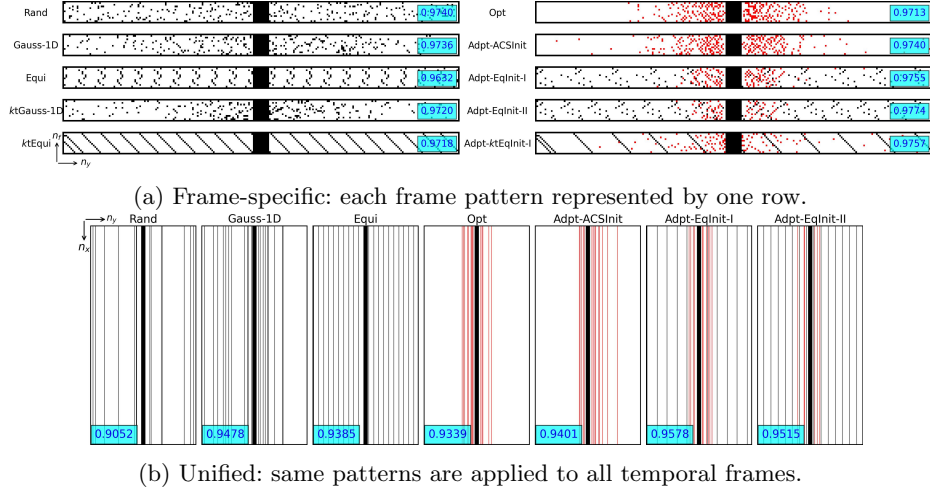 Rand 0.9740 Opt 0.9713
Gauss-1D 0.9736 Adpt-ACSInit 0.9740
Equi 0.9632 Adpt-EqInit-I 0.9755
ktGauss-1D 0.9720 Adpt-EqInit-II 0.9774
ktEqui 0.9718 Adpt-ktEqInit-I 0.9757
n_y
(a) Frame-specific: each frame pattern represented by one row.
n_y
Rand Gauss-1D Equi Opt Adpt-ACSInit Adpt-EqInit-I Adpt-EqInit-II
n_x
0.9052 0.9478 0.9385 0.9339 0.9401 0.9578 0.9515
(b) Unified: same patterns are applied to all temporal frames.